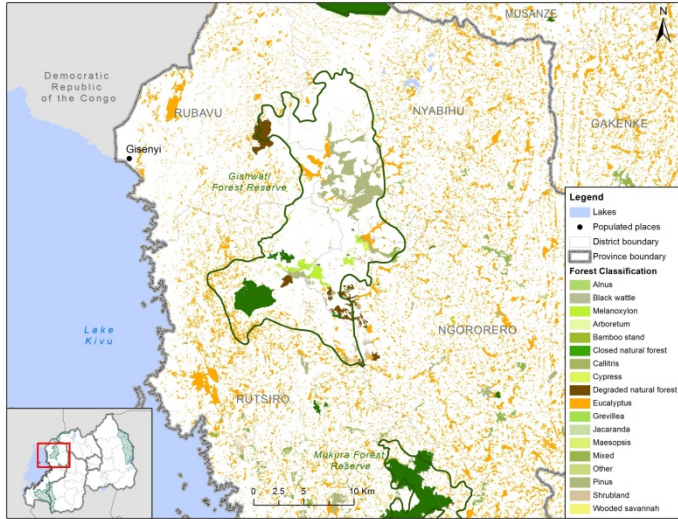 MUSANZE
N
Democratic
Republic
of the Congo
RUBAVU
NYABIHU
GAKENKE
Gisenyi
Gishwati
Forest Reserve
Lake
Kivu
NGORORERO
RUTSIRO
Mukura Forest
Reserve
0 2.5 5 10 Km
Legend
Lakes
Populated places
District boundary
Province boundary
Forest Classification
Alnus
Black wattle
Melanoxylon
Arboretum
Bamboo stand
Closed natural forest
Callitris
Cypress
Degraded natural forest
Eucalyptus
Grevillea
Jacaranda
Maesopsis
Mixed
Other
Pinus
Shrubland
Wooded savannah